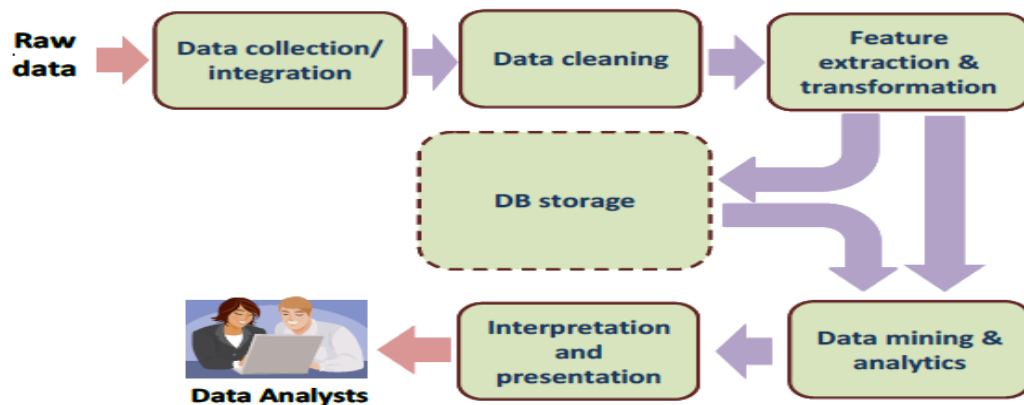 Raw
data
Data collection/
integration
Data cleaning
Feature
extraction &
transformation
DB storage
Data mining &
analytics
Interpretation
and
presentation
Data Analysts